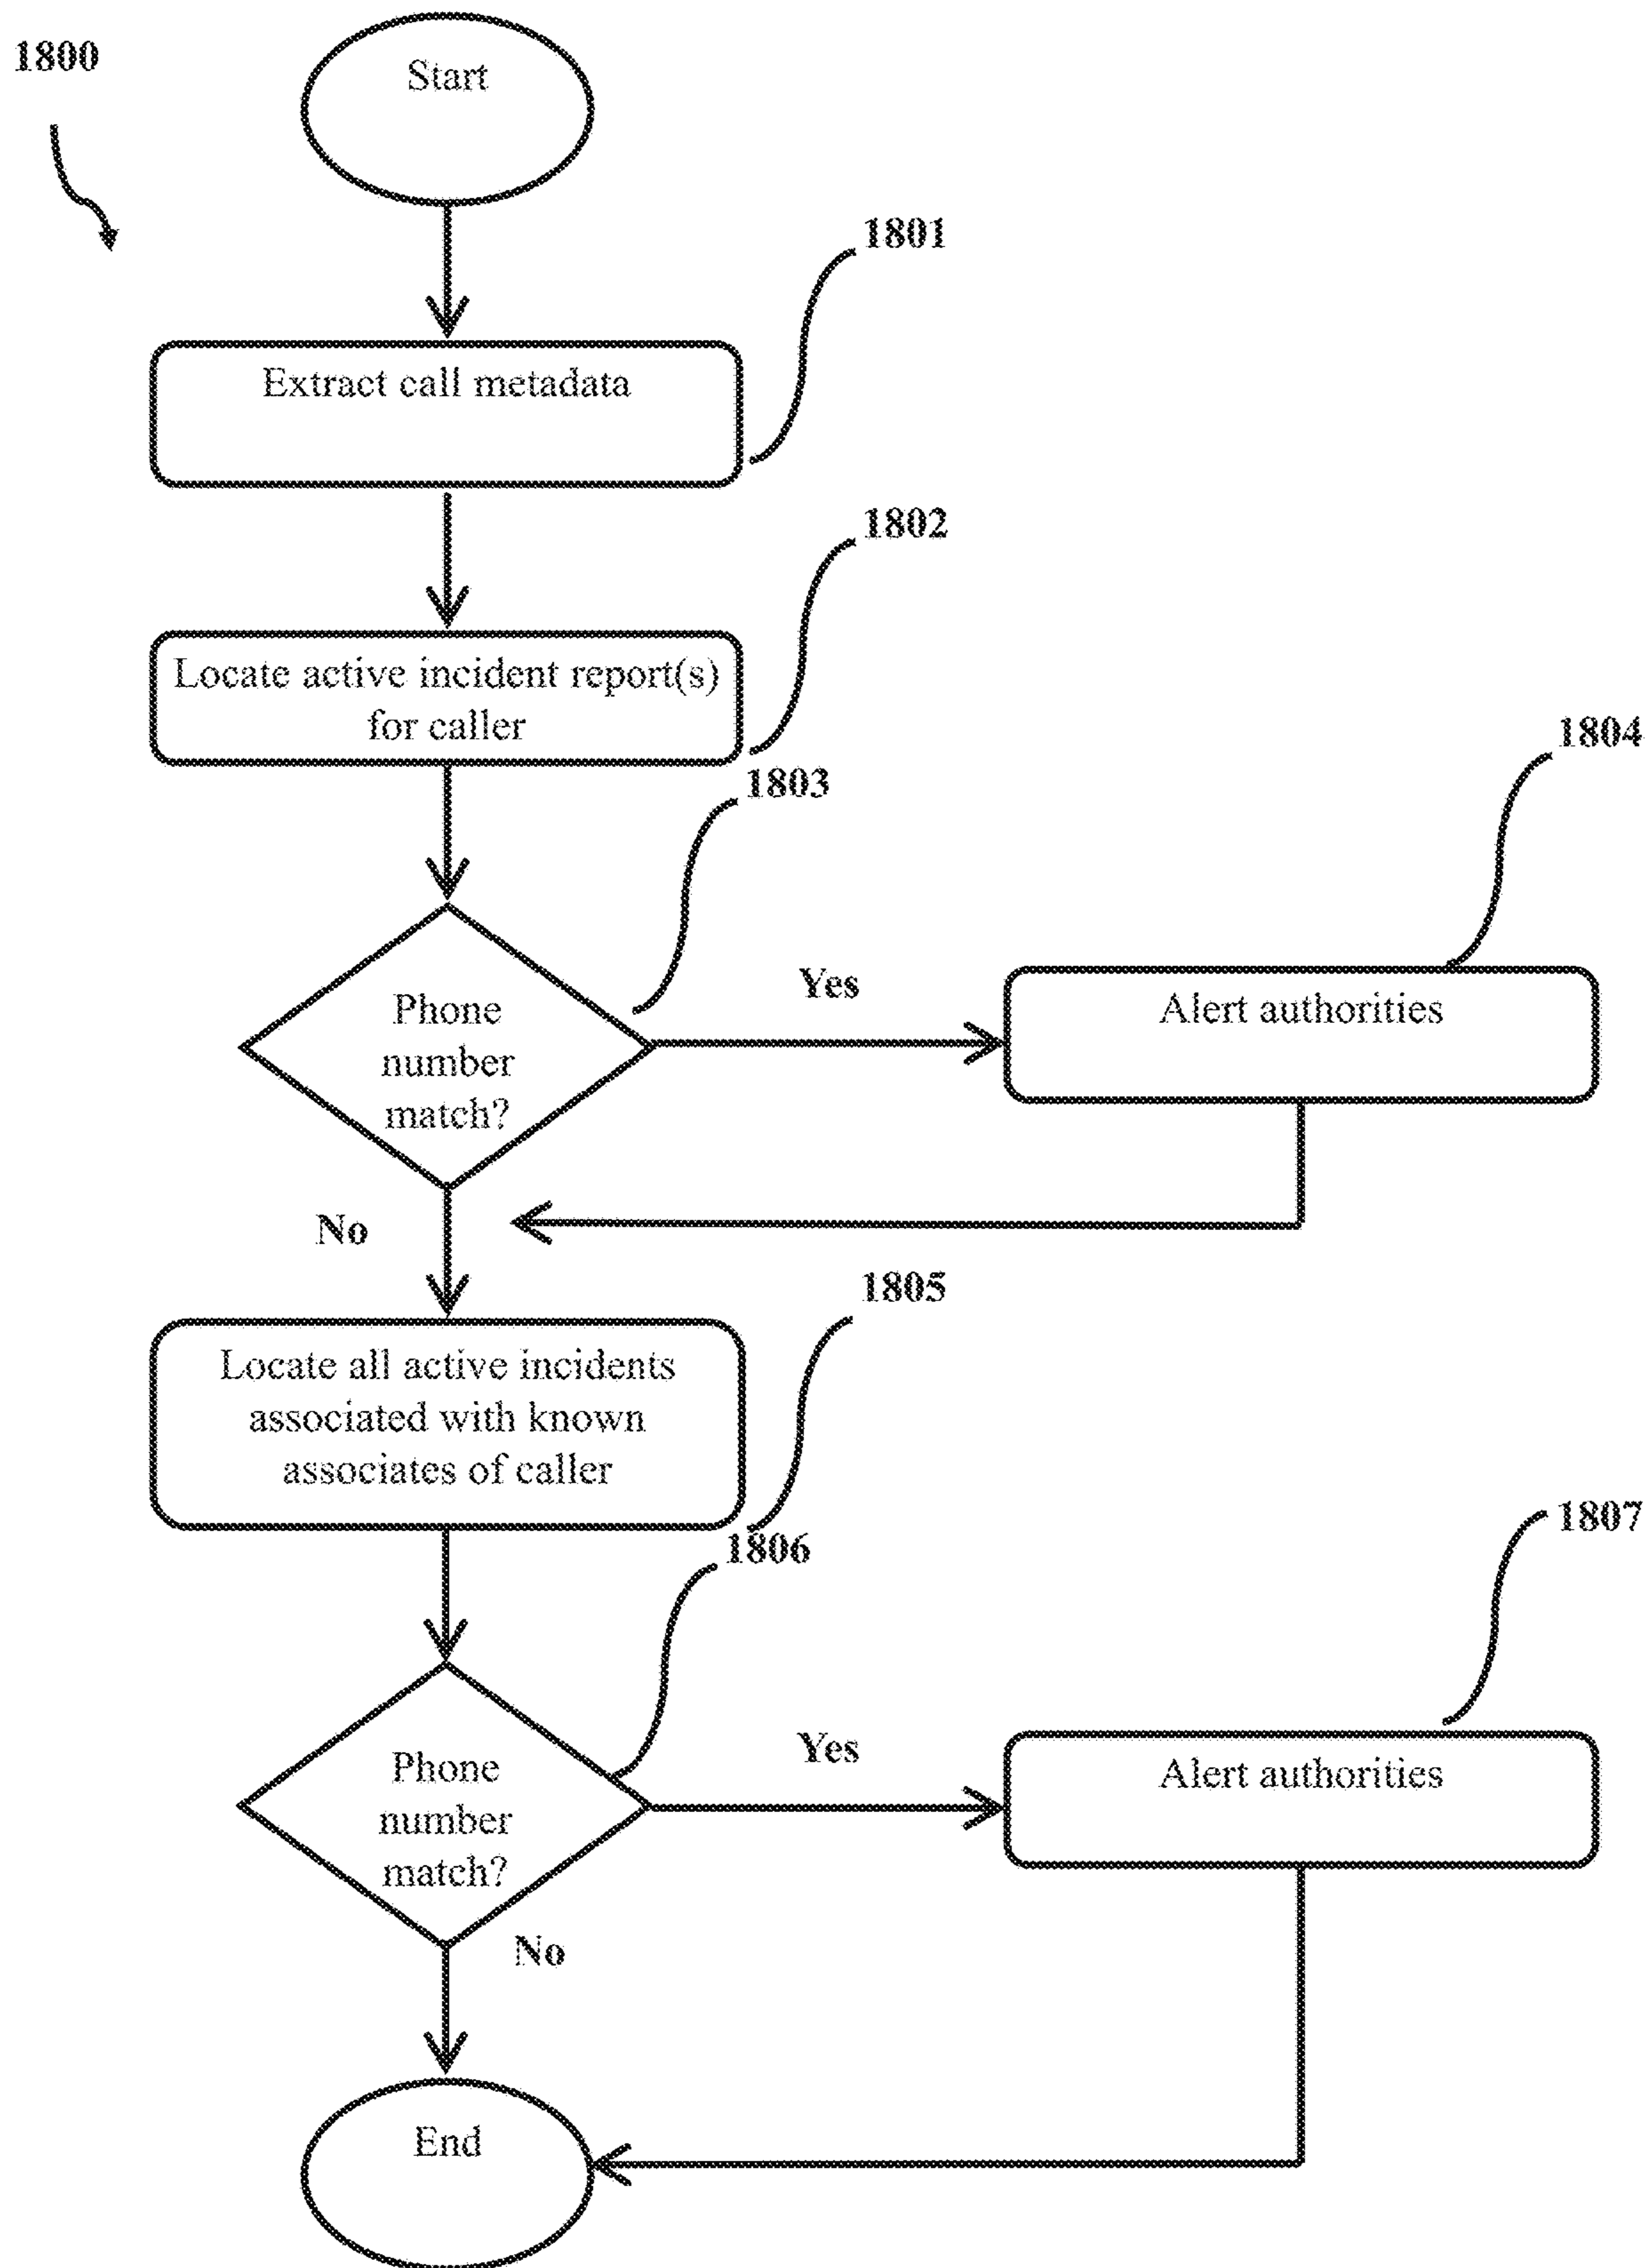 1800
Start
1801
Extract call metadata
1802
Locate active incident report(s)
for caller
1803
1804
Yes
Phone
number
match?
Alert authorities
No
1805
Locate all active incidents
associated with known
associates of caller
1806
1807
Yes
Phone
number
match?
Alert authorities
No
End